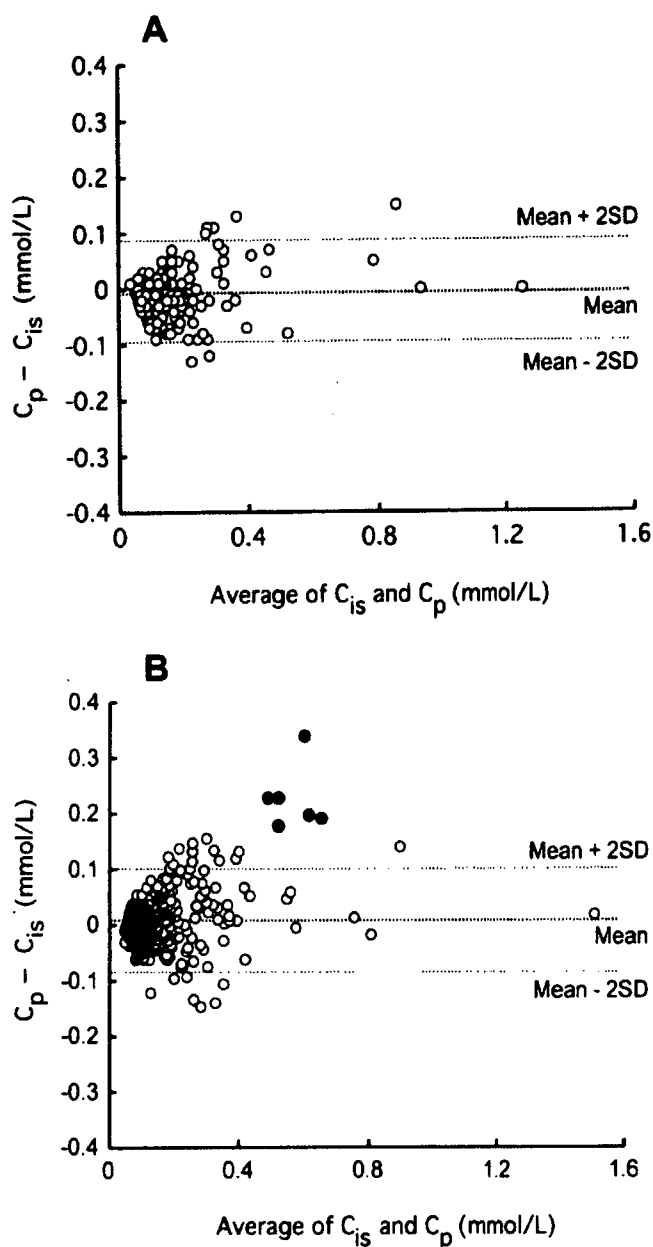 A
0.4
0.3
0.2
0.1
0
-0.1
-0.2
-0.3
-0.4
Cp – Cis (mmol/L)
Mean + 2SD
Mean
Mean - 2SD
0 0.4 0.8 1.2 1.6
Average of Cis and Cp (mmol/L)
B
0.4
0.3
0.2
0.1
0
-0.1
-0.2
-0.3
-0.4
Cp – Cis (mmol/L)
Mean + 2SD
Mean
Mean - 2SD
0 0.4 0.8 1.2 1.6
Average of Cis and Cp (mmol/L)